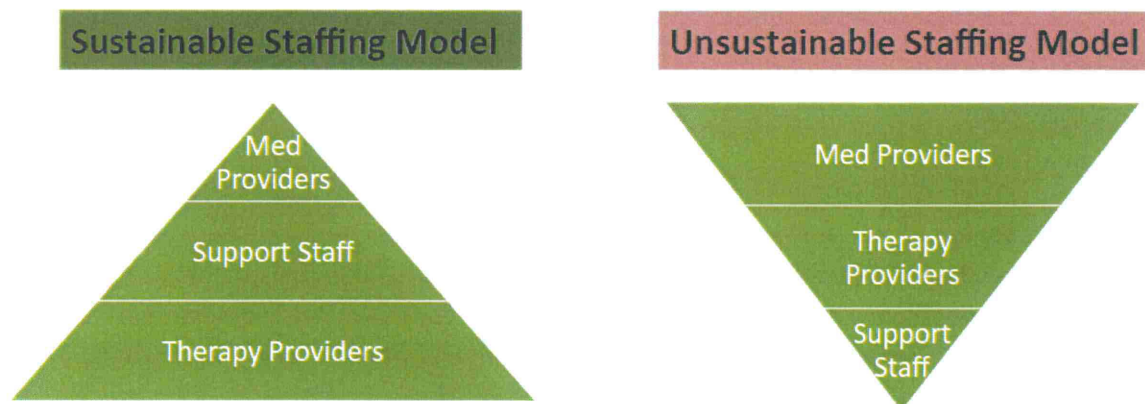 Sustainable Staffing Model
Med
Providers
Support Staff
Therapy Providers
Unsustainable Staffing Model
Med Providers
Therapy
Providers
Support
Staff